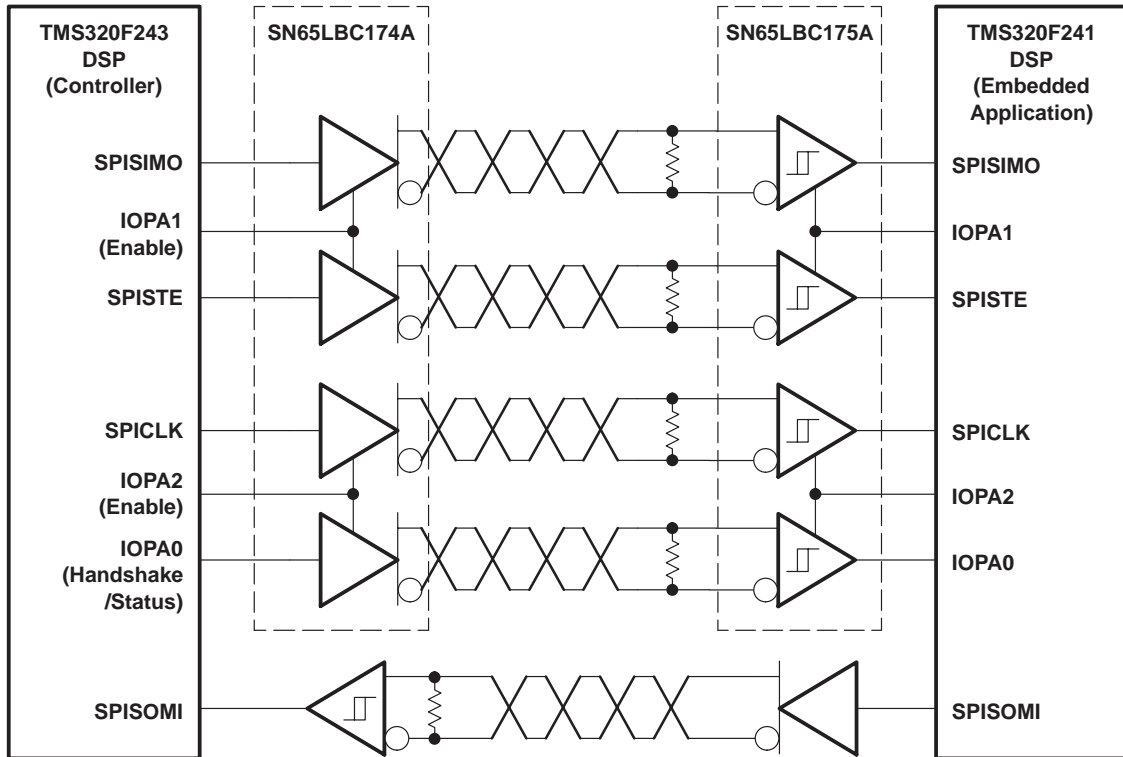 TMS320F243
DSP
(Controller)
SPISIMO
IOPA1
(Enable)
SPISTE
SPICLK
IOPA2
(Enable)
IOPA0
(Handshake
/Status)
SPISOMI
SN65LBC174A
SN65LBC175A
TMS320F241
DSP
(Embedded
Application)
SPISIMO
IOPA1
SPISTE
SPICLK
IOPA2
IOPA0
SPISOMI